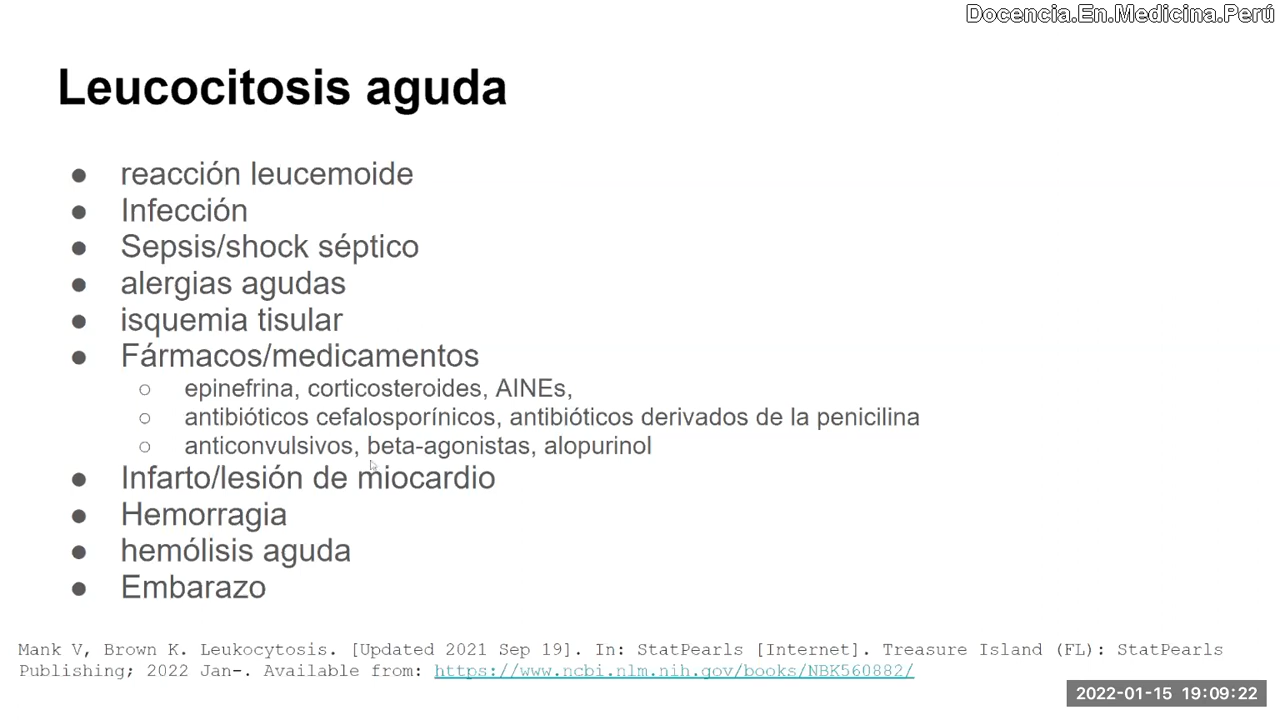 Docencia.En.Medicina.Perú
Leucocitosis aguda
● reacción leucemoide
● Infección
● Sepsis/shock séptico
● alergias agudas
● isquemia tisular
● Fármacos/medicamentos
○ epinefrina, corticosteroides, AINEs,
○ antibióticos cefalosporínicos, antibióticos derivados de la penicilina
○ anticonvulsivos, beta-agonistas, alopurinol
● Infarto/lesión de miocardio
● Hemorragia
● hemólisis aguda
● Embarazo
Mank V, Brown K. Leukocytosis. [Updated 2021 Sep 19]. In: StatPearls [Internet]. Treasure Island (FL): StatPearls
Publishing; 2022 Jan-. Available from: https://www.ncbi.nlm.nih.gov/books/NBK560882/
2022-01-15 19:09:22